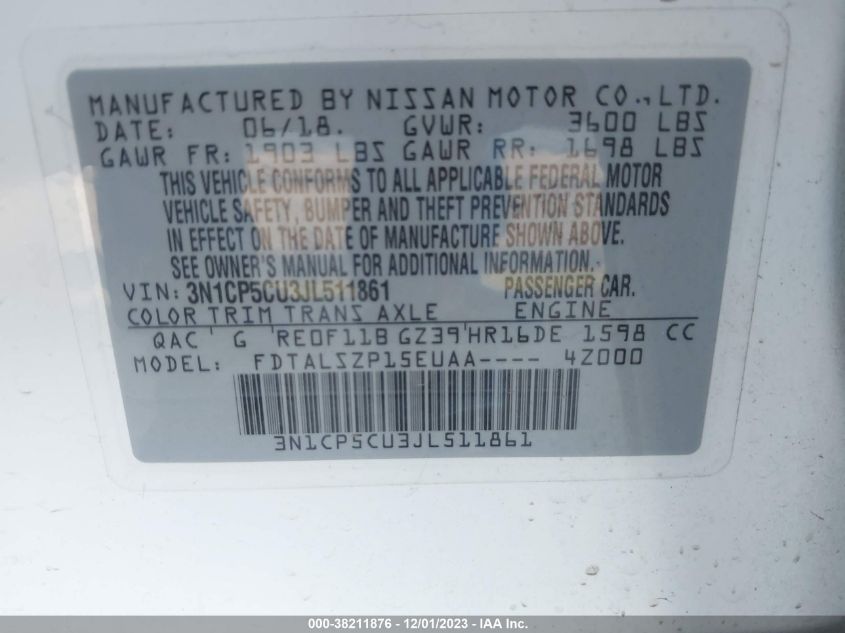 MANUFACTURED BY NISSAN MOTOR CO., LTD.
DATE: 06/18. GVWR: 3600 LBS
GAWR FR: 1903 LBS GAWR RR: 1698 LBS
THIS VEHICLE CONFORMS TO ALL APPLICABLE FEDERAL MOTOR
VEHICLE SAFETY, BUMPER AND THEFT PREVENTION STANDARDS
IN EFFECT ON THE DATE OF MANUFACTURE SHOWN ABOVE.
SEE OWNER'S MANUAL FOR ADDITIONAL INFORMATION.
VIN: 3N1CP5CU3JL511861 PASSENGER CAR.
COLOR TRIM TRANS AXLE ENGINE
QAC G RE0F11B GZ39 HR16DE 1598 CC
MODEL: FDTALSZP15EUAA---- 4Z000
3N1CP5CU3JL511861
000-38211876 - 12/01/2023 - IAA Inc.